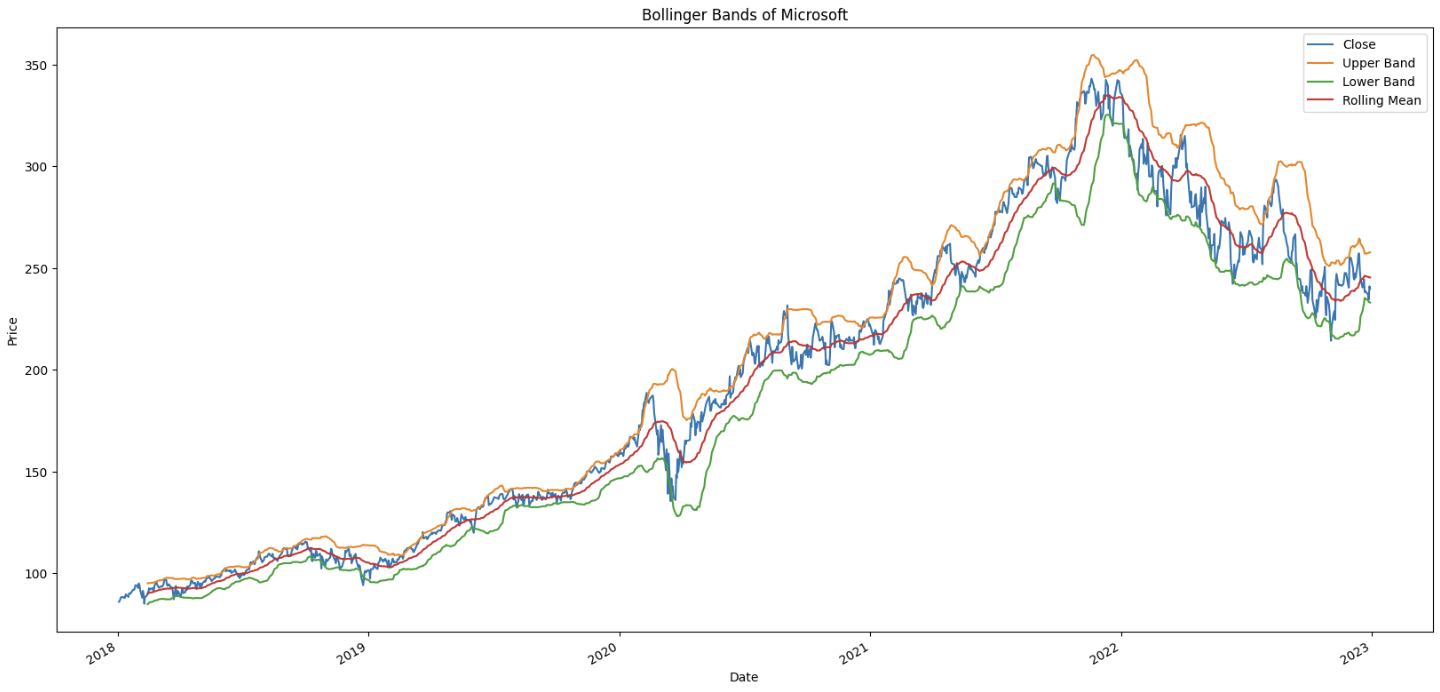 Bollinger Bands of Microsoft
Close
Upper Band
Lower Band
Rolling Mean
Price
350
300
250
200
150
100
2018
2019
2020
2021
2022
2023
Date